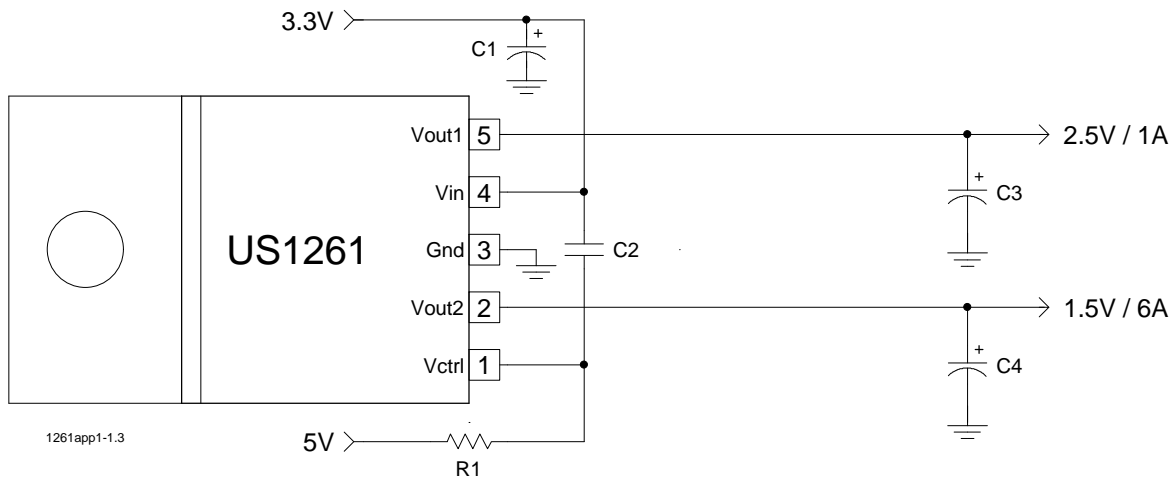 3.3V
C1
+
Vout1 5
2.5V / 1A
Vin 4
+
C3
US1261
Gnd 3
C2
Vout2 2
1.5V / 6A
Vctrl 1
+
C4
1261app1-1.3
5V
R1